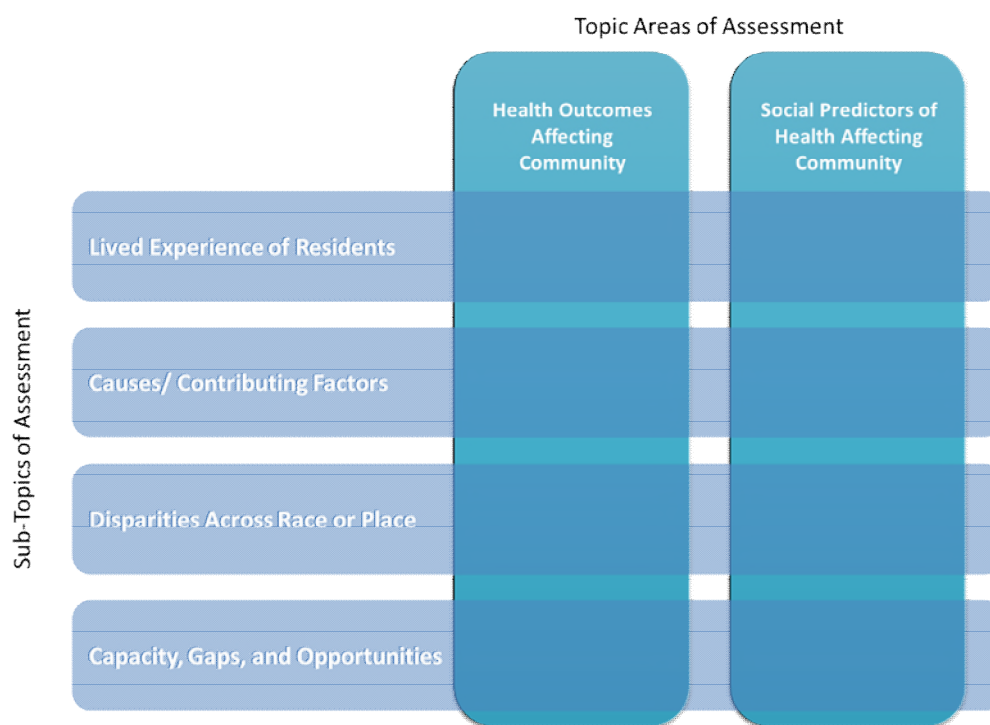 Topic Areas of Assessment
Health Outcomes
Affecting
Community
Social Predictors of
Health Affecting
Community
Sub-Topics of Assessment
Lived Experience of Residents
Causes/ Contributing Factors
Disparities Across Race or Place
Capacity, Gaps, and Opportunities